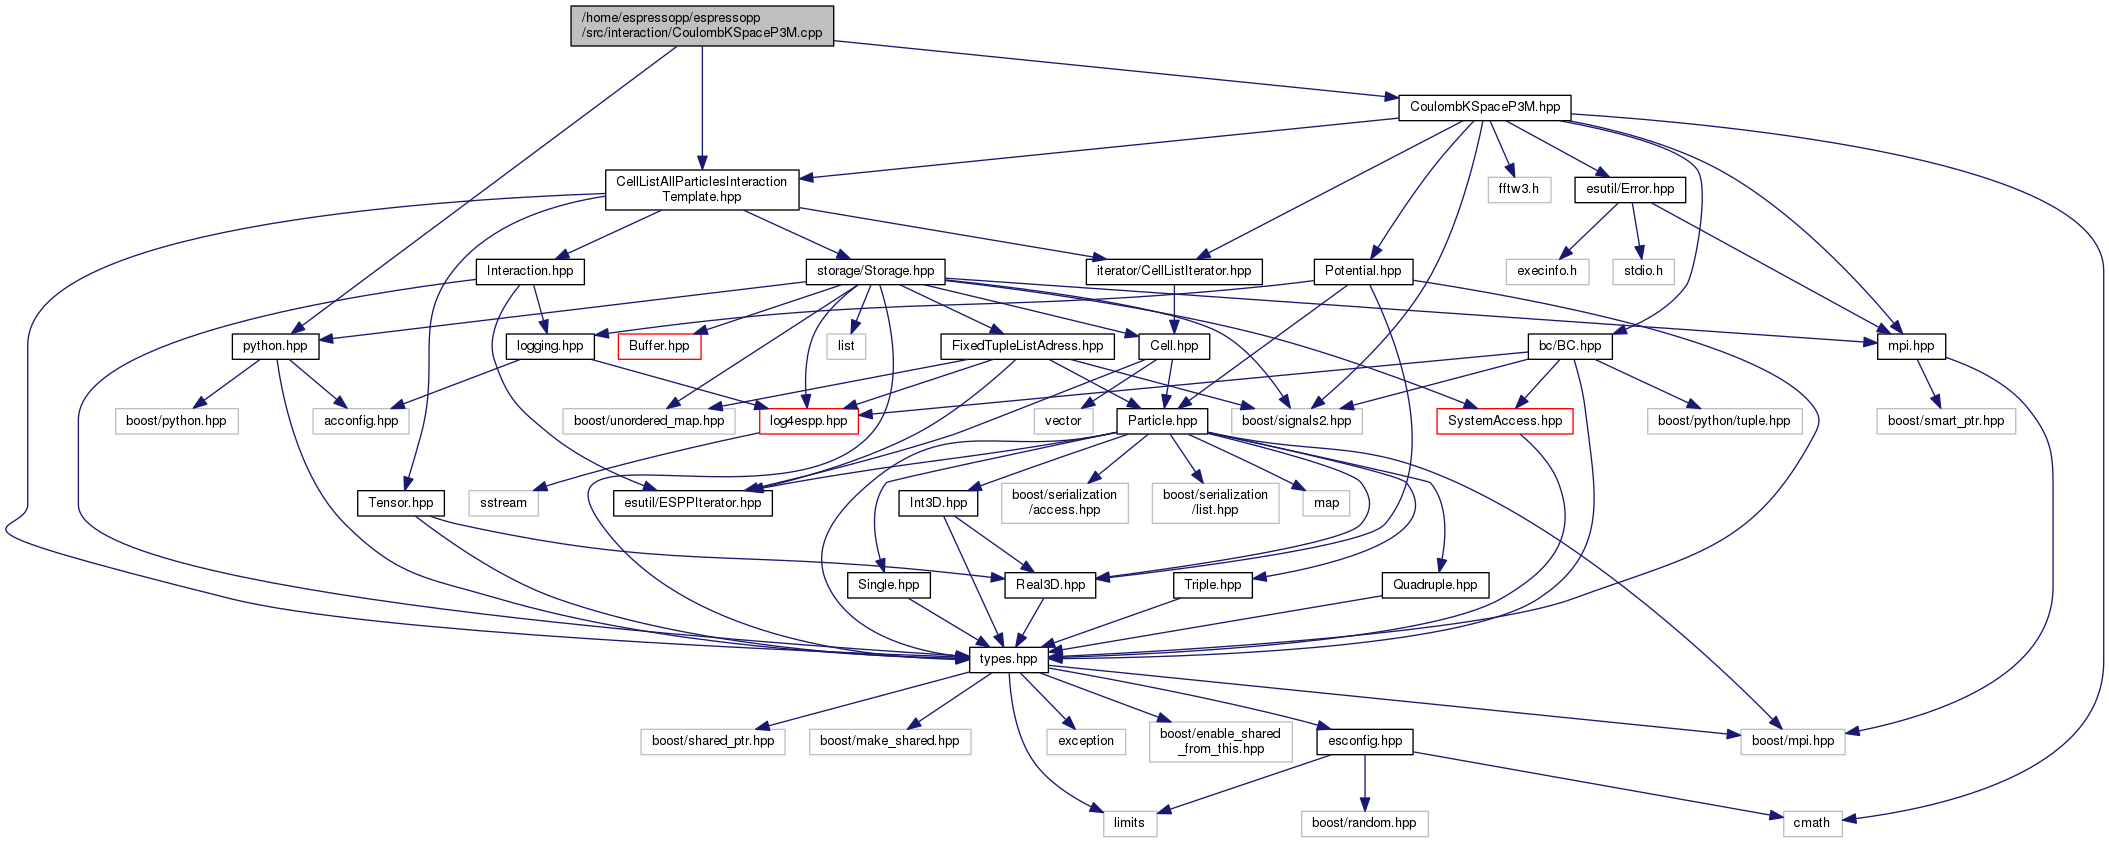 /home/espressopp/espressopp
/src/interaction/CoulombKSpaceP3M.cpp
CoulombKSpaceP3M.hpp
CellListAllParticlesInteraction
Template.hpp
fftw3.h
esutil/Error.hpp
Interaction.hpp
storage/Storage.hpp
iterator/CellListIterator.hpp
Potential.hpp
execinfo.h
stdio.h
python.hpp
logging.hpp
Buffer.hpp
list
FixedTupleListAdress.hpp
Cell.hpp
bc/BC.hpp
mpi.hpp
boost/python.hpp
acconfig.hpp
boost/unordered_map.hpp
log4espp.hpp
vector
Particle.hpp
boost/signals2.hpp
SystemAccess.hpp
boost/python/tuple.hpp
boost/smart_ptr.hpp
Tensor.hpp
sstream
esutil/ESPPIterator.hpp
Int3D.hpp
boost/serialization
/access.hpp
boost/serialization
/list.hpp
map
Single.hpp
Real3D.hpp
Triple.hpp
Quadruple.hpp
types.hpp
boost/shared_ptr.hpp
boost/make_shared.hpp
exception
boost/enable_shared
_from_this.hpp
esconfig.hpp
boost/mpi.hpp
limits
boost/random.hpp
cmath